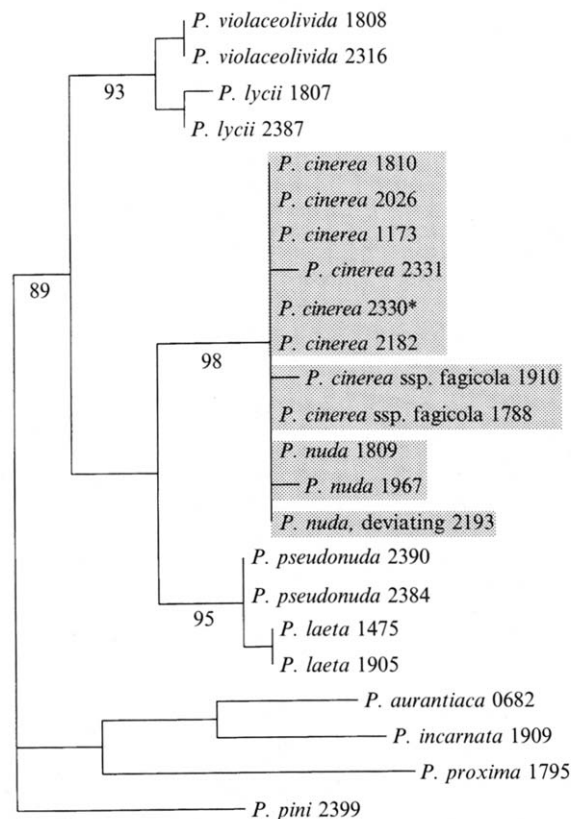 P. violaceolivida 1808
P. violaceolivida 2316
93
P. lycii 1807
P. lycii 2387
P. cinerea 1810
P. cinerea 2026
P. cinerea 1173
P. cinerea 2331
89
P. cinerea 2330*
P. cinerea 2182
98
P. cinerea ssp. fagicola 1910
P. cinerea ssp. fagicola 1788
P. nuda 1809
P. nuda 1967
P. nuda, deviating 2193
P. pseudonuda 2390
P. pseudonuda 2384
95
P. laeta 1475
P. laeta 1905
P. aurantiaca 0682
P. incarnata 1909
P. proxima 1795
P. pini 2399